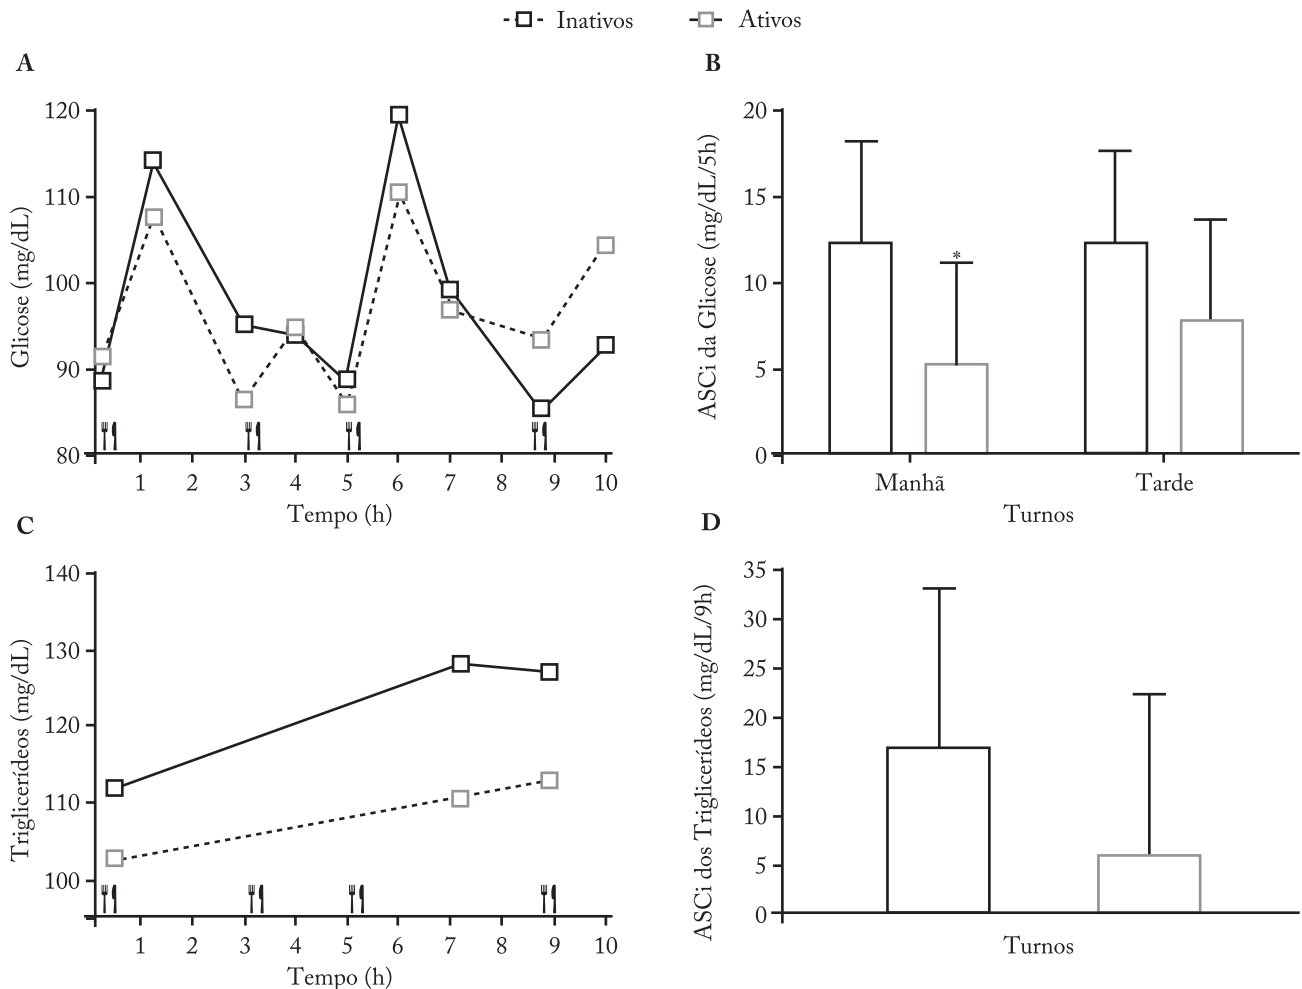 Inativos Ativos
A
120
110
100
90
80
Glicose (mg/dL)
1 2 3 4 5 6 7 8 9 10
Tempo (h)
B
20
15
10
5
0
ASCi da Glicose (mg/dL/5h)
*
Manhã Tarde
Turnos
C
140
130
120
110
100
Triglicerídeos (mg/dL)
1 2 3 4 5 6 7 8 9 10
Tempo (h)
D
35
30
25
20
15
10
5
0
ASCi dos Triglicerídeos (mg/dL/9h)
Turnos